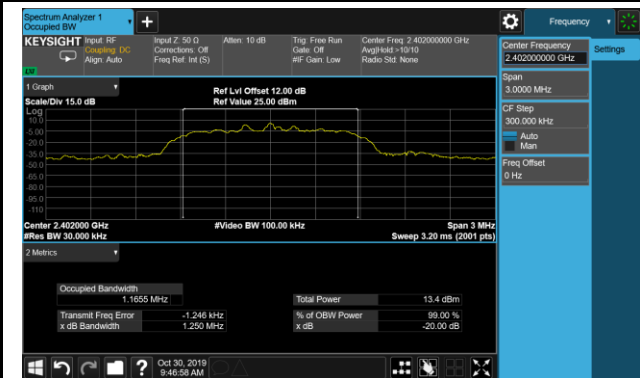 Spectrum Analyzer 1
Occupied BW
+
Frequency
KEYSIGHT
Input: RF
Coupling: DC
Align: Auto
Input Z: 50 Ω
Corrections: Off
Freq Ref: Int (S)
Atten: 10 dB
Trig: Free Run
Gate: Off
#IF Gain: Low
Center Freq: 2.402000000 GHz
Avg|Hold:>10/10
Radio Std: None
LV
Center Frequency
2.402000000 GHz
Settings
Span
3.0000 MHz
CF Step
300.000 kHz
Auto
Man
Freq Offset
0 Hz
1 Graph
Scale/Div 15.0 dB
Ref Lvl Offset 12.00 dB
Ref Value 25.00 dBm
Log
10.0
-5.00
-20.0
-35.0
-50.0
-65.0
-80.0
-95.0
-110
Center 2.402000 GHz
#Res BW 30.000 kHz
#Video BW 100.00 kHz
Span 3 MHz
Sweep 3.20 ms (2001 pts)
2 Metrics
Occupied Bandwidth
1.1655 MHz
Total Power 13.4 dBm
Transmit Freq Error -1.246 kHz
% of OBW Power 99.00 %
x dB Bandwidth 1.250 MHz
x dB -20.00 dB
?
Oct 30, 2019
9:46:58 AM